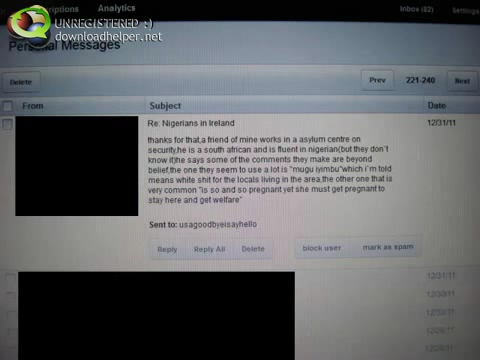 scriptions Analytics Inbox (82) Settings
UNREGISTERED :)
downloadhelper.net
Personal Messages
Delete Prev 221-240 Next
From Subject Date
Re: Nigerians in Ireland 12/31/11
thanks for that,a friend of mine works in a asylum centre on
security,he is a south african and is fluent in nigerian(but they don't
know it)he says some of the comments they make are beyond
belief,the one they seem to use a lot is "mugu iyimbu"which i'm told
means white shit for the locals living in the area,the other one that is
very common "is so and so pregnant yet she must get pregnant to
stay here and get welfare"
Sent to: usagoodbyeisayhello
Reply Reply All Delete block user mark as spam
12/31/11
12/30/11